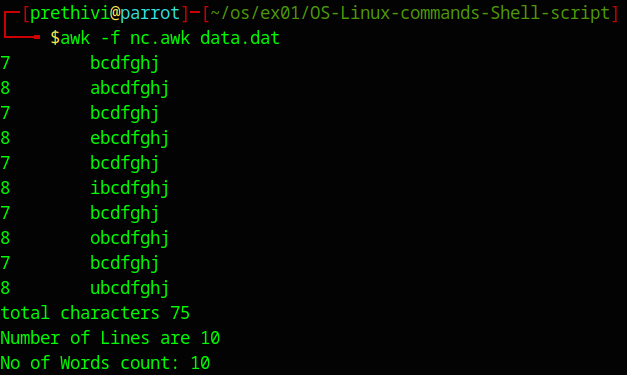 ┌─[prethivi@parrot]─[~/os/ex01/OS-Linux-commands-Shell-script]
└──╼ $awk -f nc.awk data.dat
7        bcdfghj
8        abcdfghj
7        bcdfghj
8        ebcdfghj
7        bcdfghj
8        ibcdfghj
7        bcdfghj
8        obcdfghj
7        bcdfghj
8        ubcdfghj
total characters 75
Number of Lines are 10
No of Words count: 10